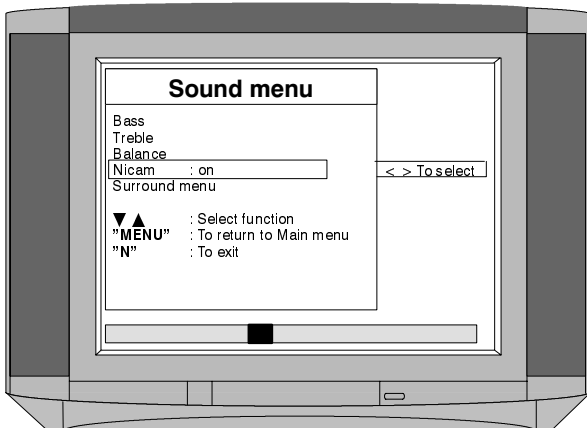 Sound menu
Bass
Treble
Balance
Nicam : on
< > To select
Surround menu
▼ ▲ : Select function
”MENU” : To return to Main menu
”N” : To exit